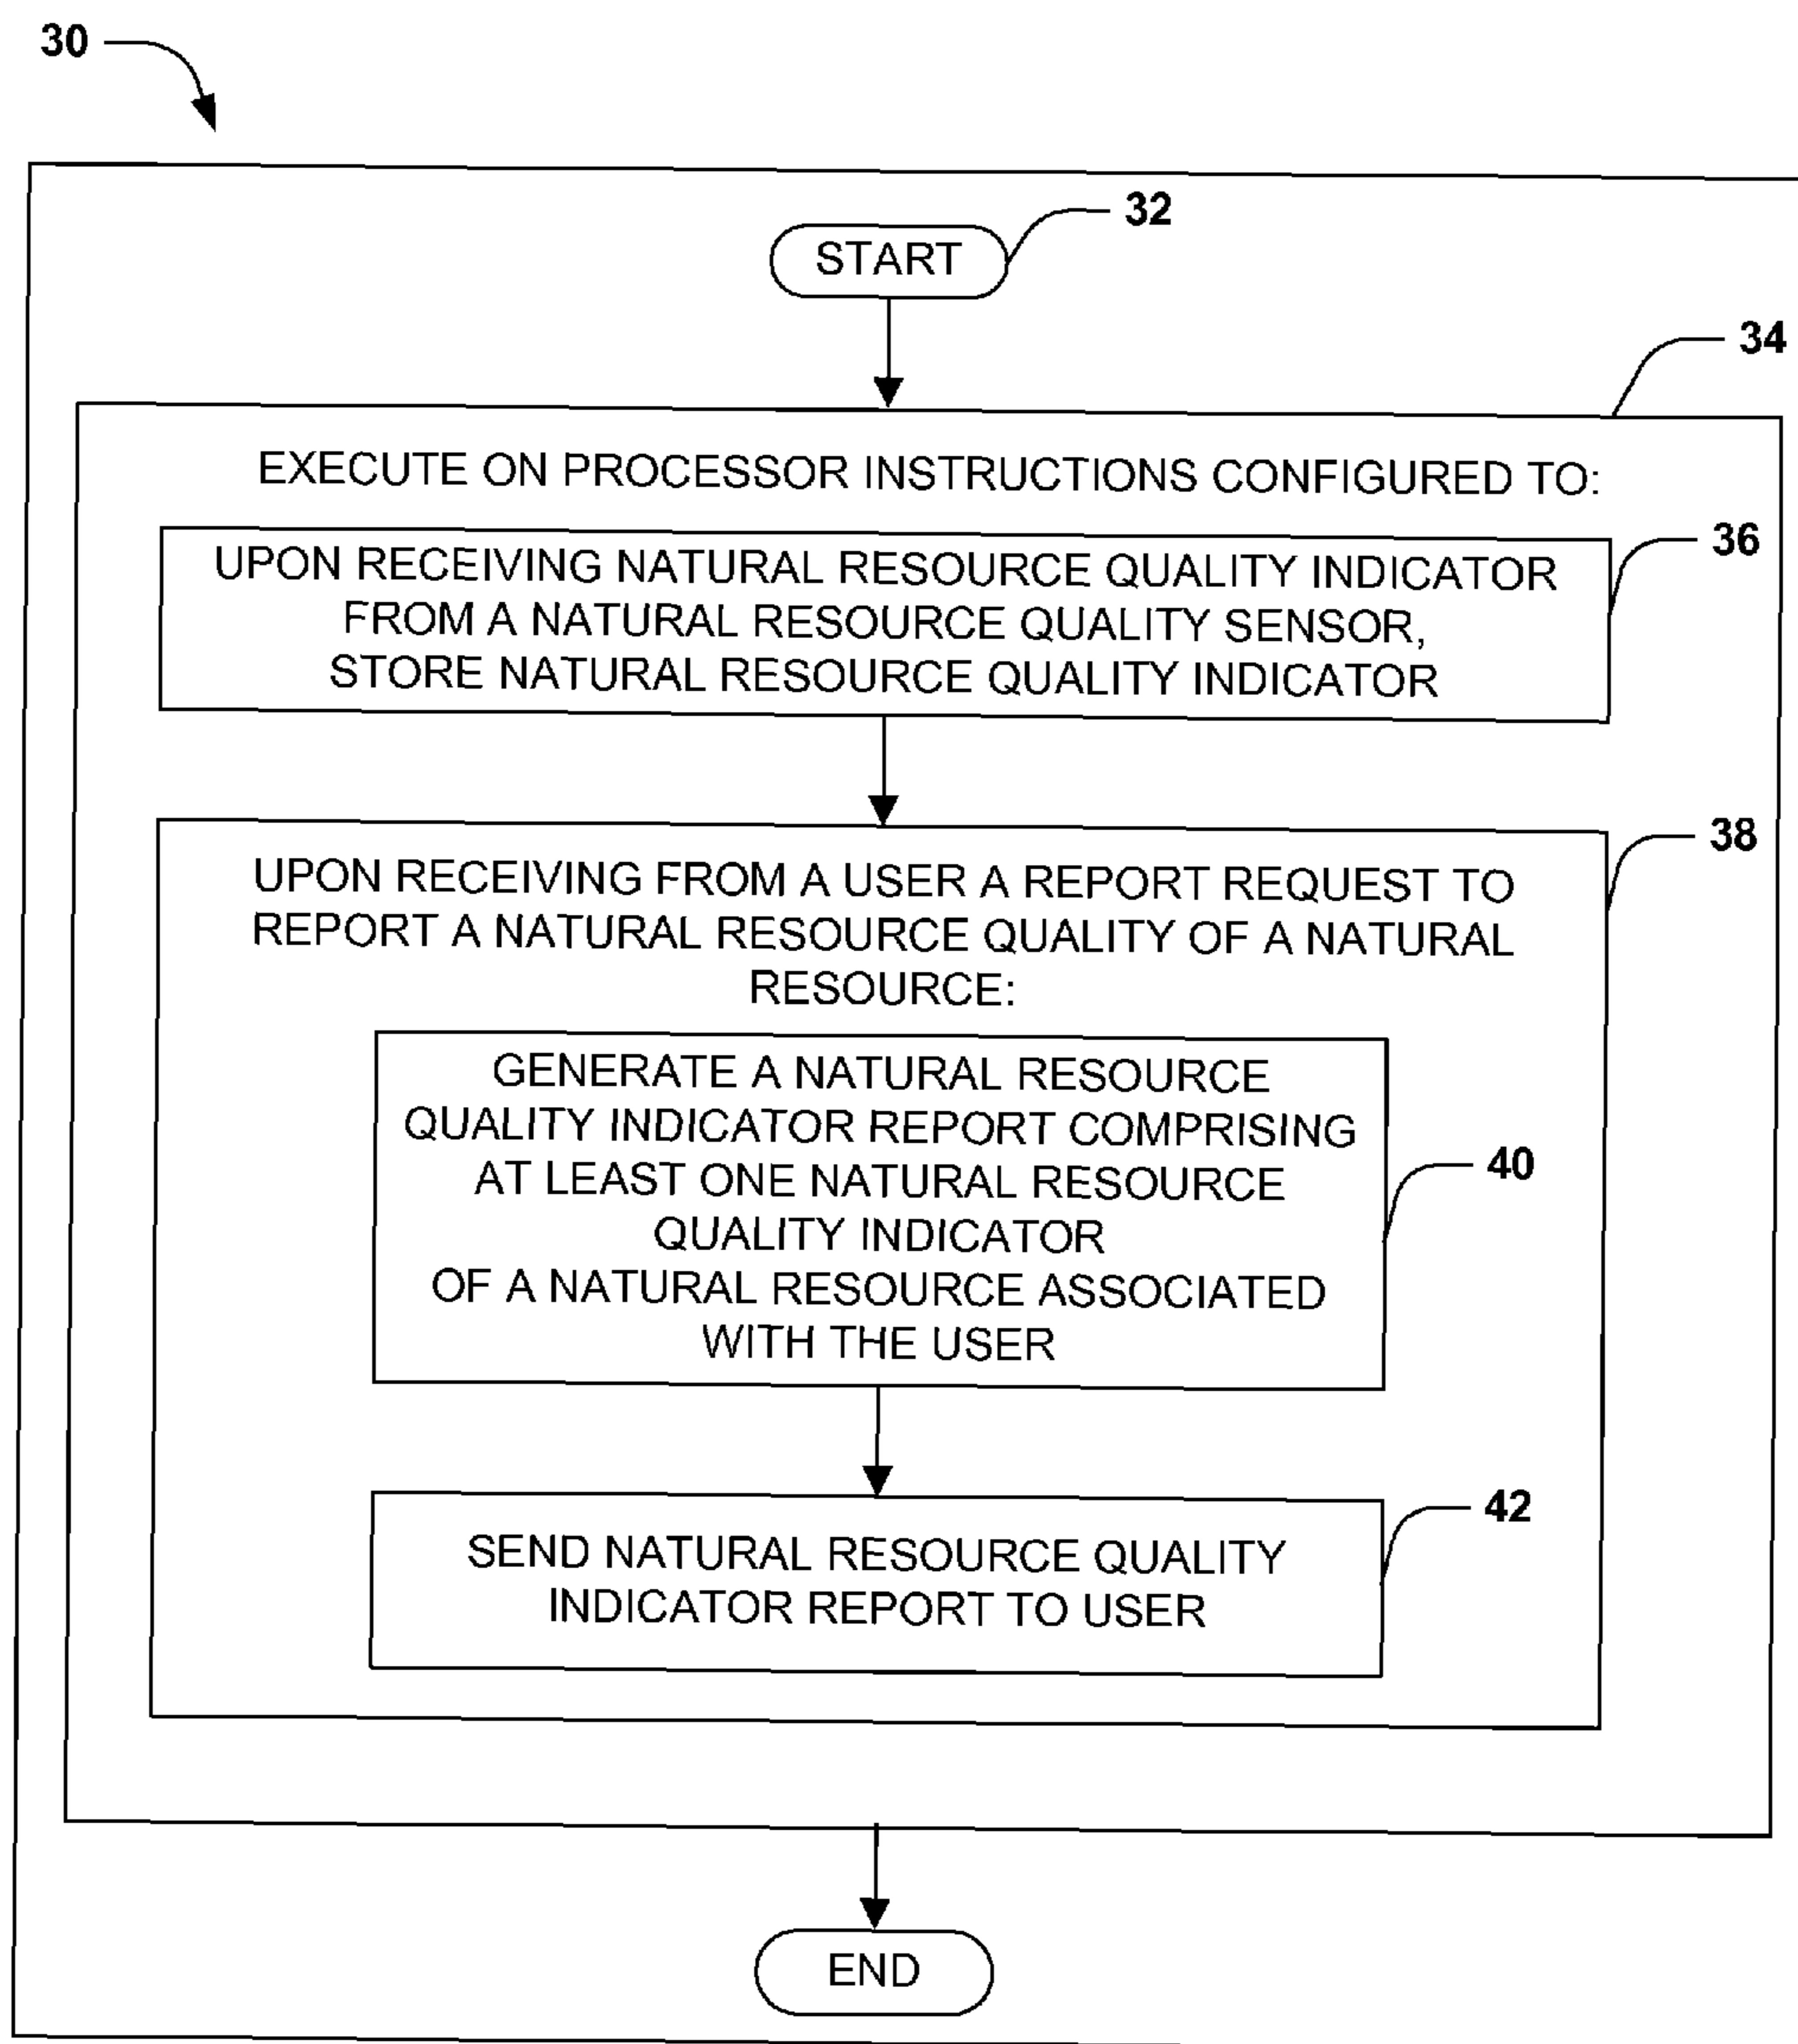 30
32
START
34
EXECUTE ON PROCESSOR INSTRUCTIONS CONFIGURED TO:
36
UPON RECEIVING NATURAL RESOURCE QUALITY INDICATOR
FROM A NATURAL RESOURCE QUALITY SENSOR,
STORE NATURAL RESOURCE QUALITY INDICATOR
38
UPON RECEIVING FROM A USER A REPORT REQUEST TO
REPORT A NATURAL RESOURCE QUALITY OF A NATURAL
RESOURCE:
GENERATE A NATURAL RESOURCE
QUALITY INDICATOR REPORT COMPRISING
AT LEAST ONE NATURAL RESOURCE
40
QUALITY INDICATOR
OF A NATURAL RESOURCE ASSOCIATED
WITH THE USER
42
SEND NATURAL RESOURCE QUALITY
INDICATOR REPORT TO USER
END